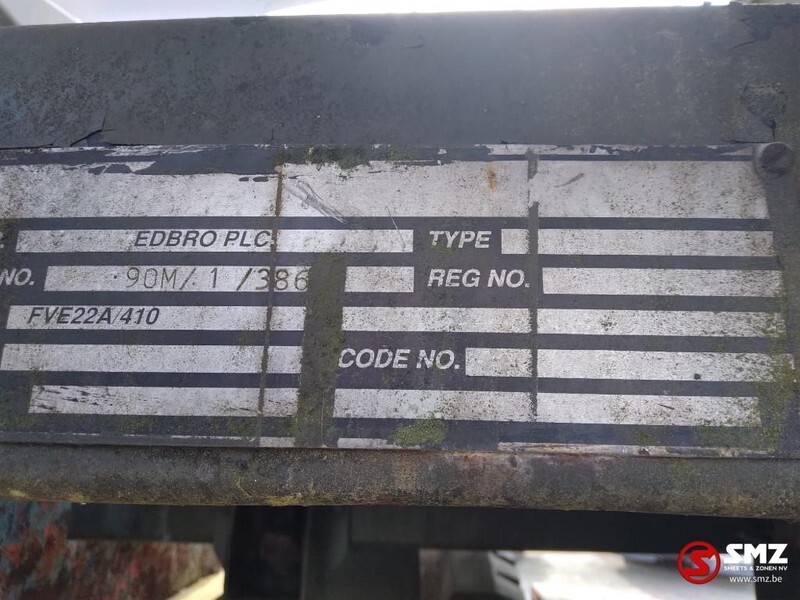 EDBRO PLC. TYPE
NO. 90M/ 1 /386 REG NO.
FVE22A/410
CODE NO.
SMZ
SMEETS & ZONEN NV
www.smz.be